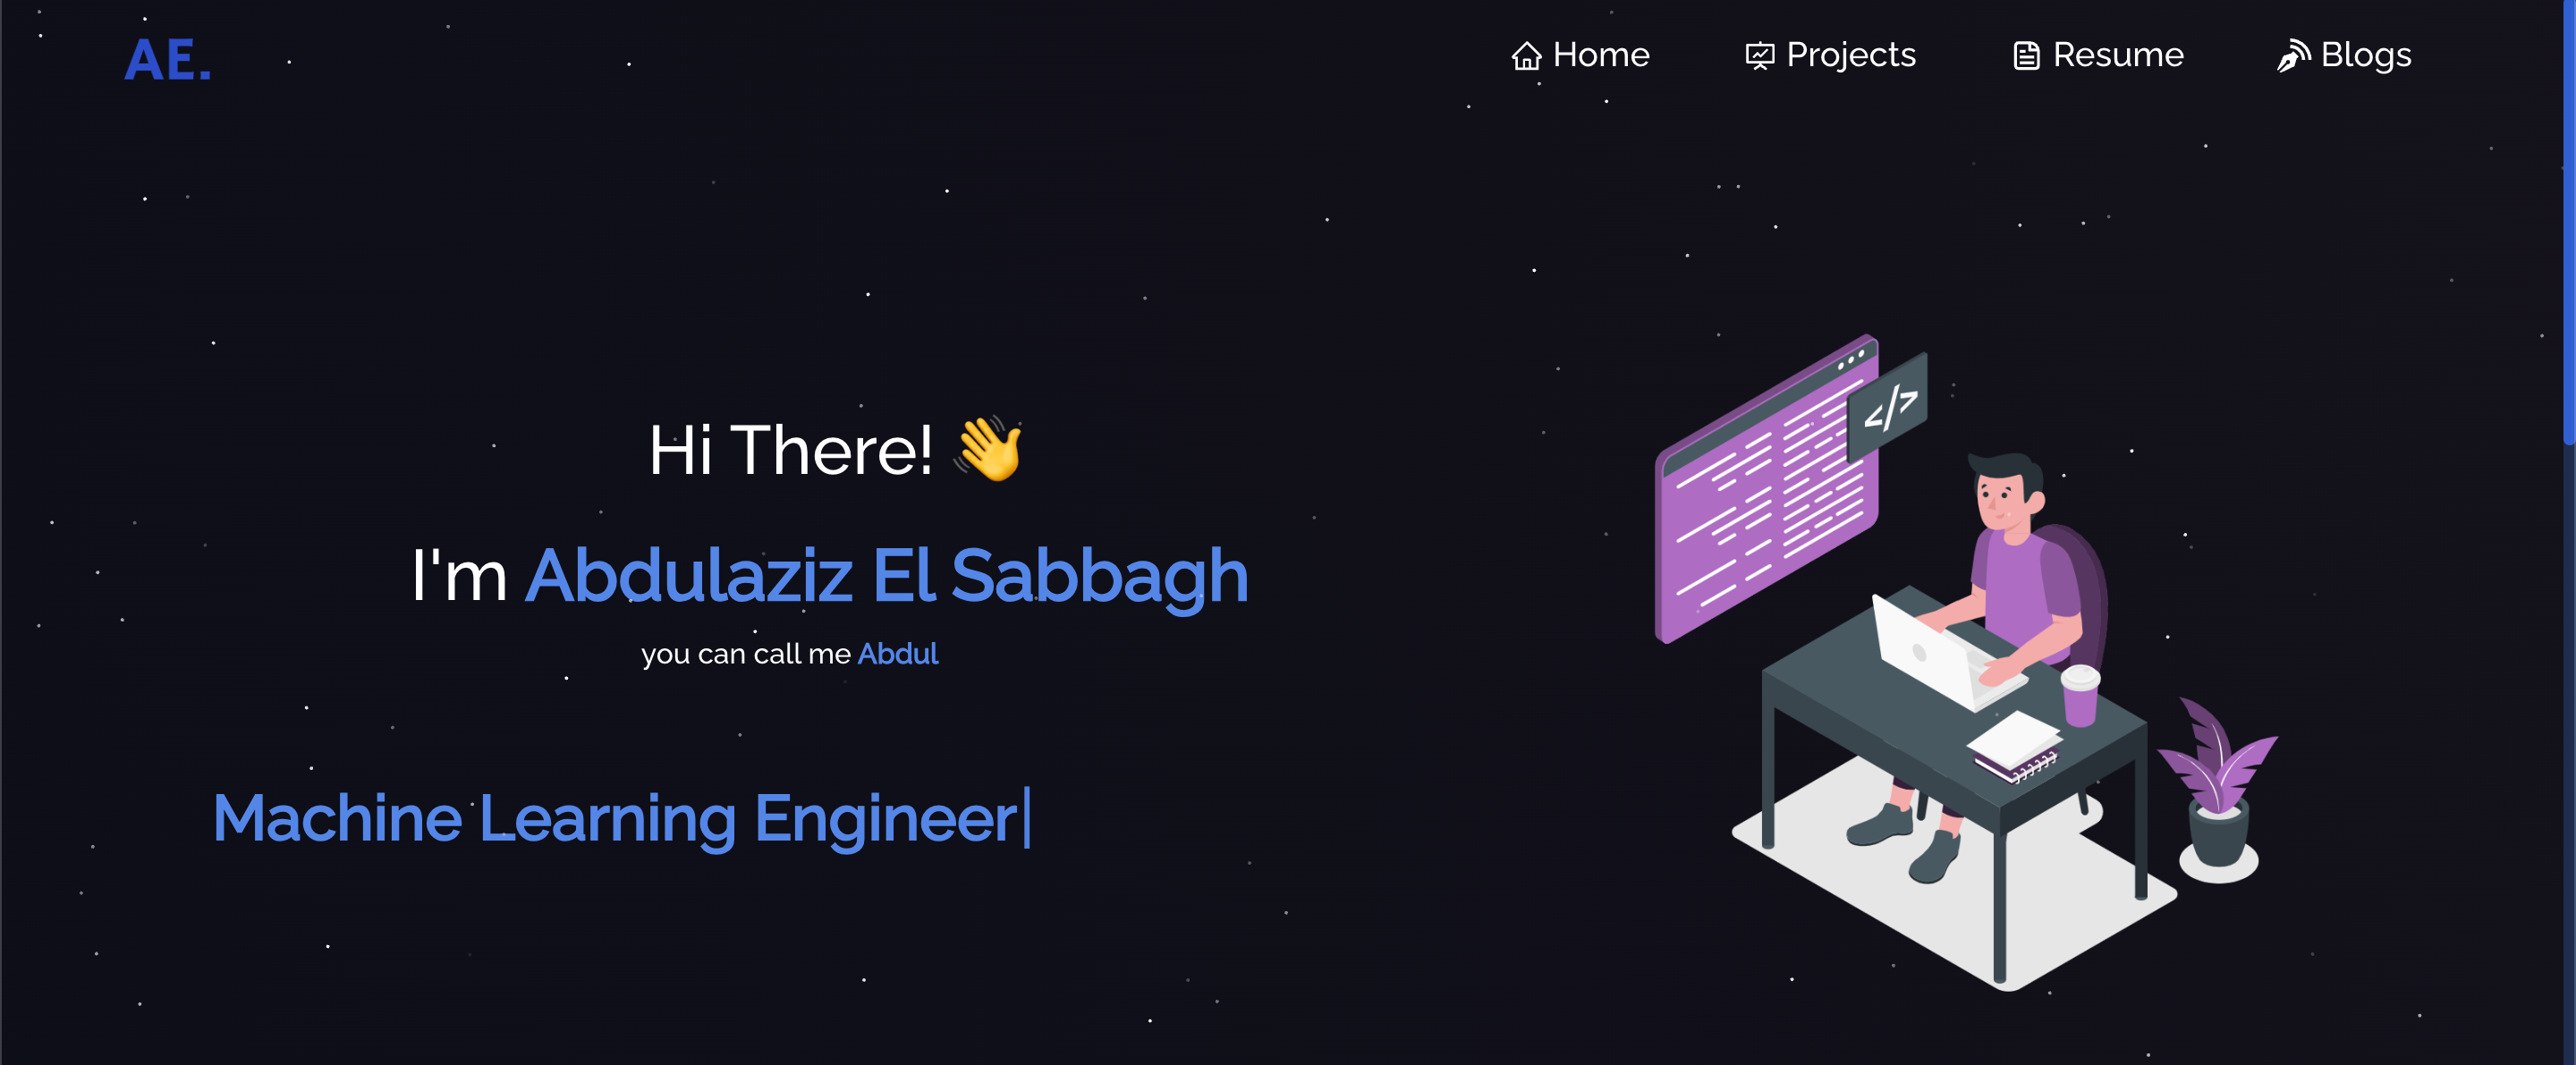 AE.
Home
Projects
Resume
Blogs
</>
Hi There! 👋
I'm Abdulaziz El Sabbagh
you can call me Abdul
Machine Learning Engineer|